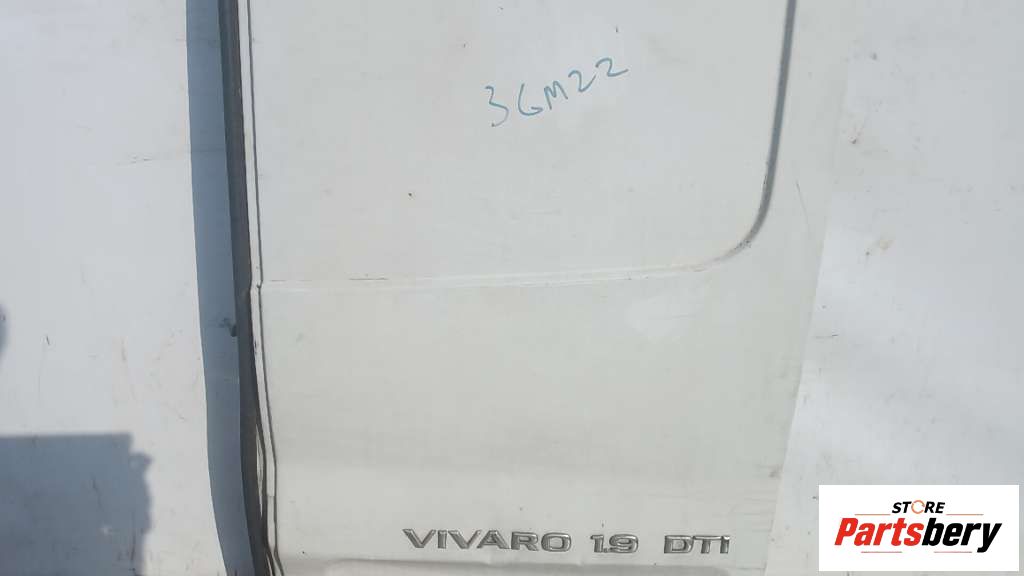 3GM22
VIVARO 1.9 DTi
STORE
Partsbery